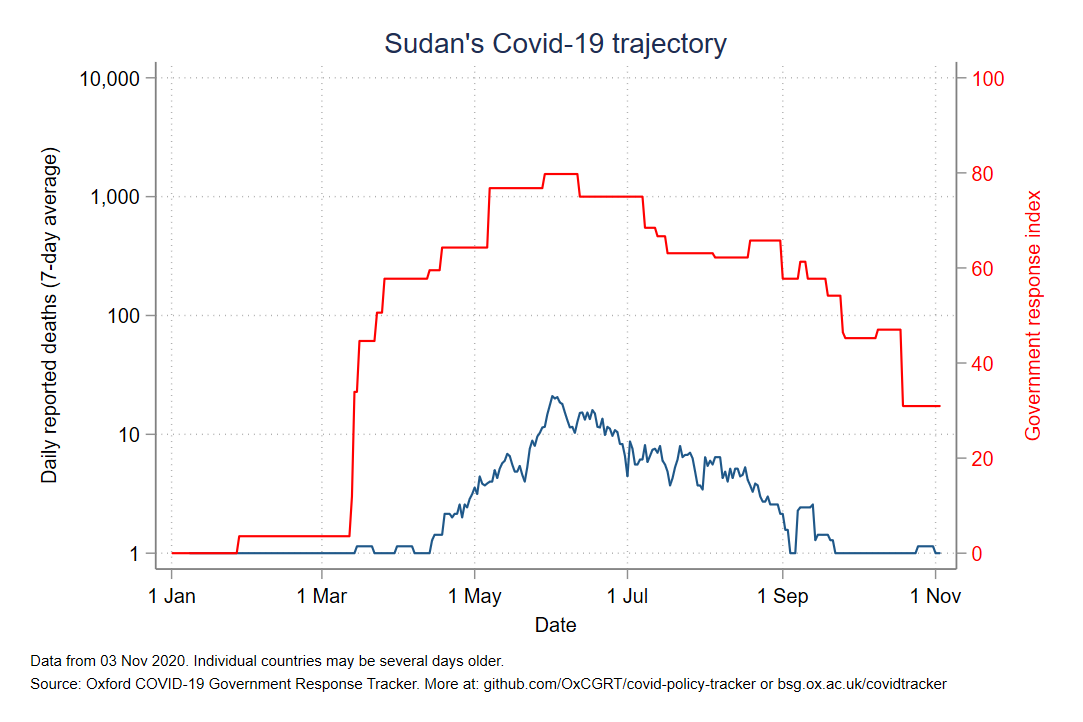 Sudan's Covid-19 trajectory
10,000
1,000
100
10
1
Daily reported deaths (7-day average)
100
80
60
40
20
0
Government response index
1 Jan
1 Mar
1 May
1 Jul
1 Sep
1 Nov
Date
Data from 03 Nov 2020. Individual countries may be several days older.
Source: Oxford COVID-19 Government Response Tracker. More at: github.com/OxCGRT/covid-policy-tracker or bsg.ox.ac.uk/covidtracker